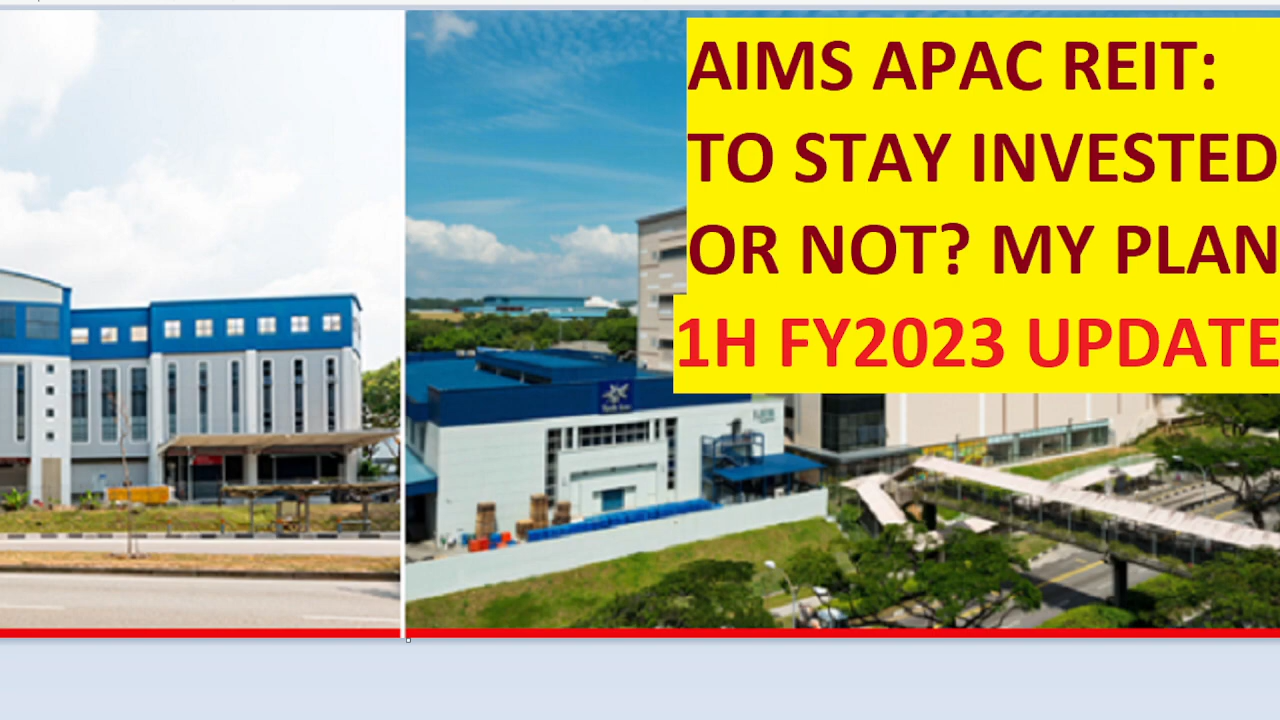 AIMS APAC REIT:
TO STAY INVESTED
OR NOT? MY PLAN
1H FY2023 UPDATE